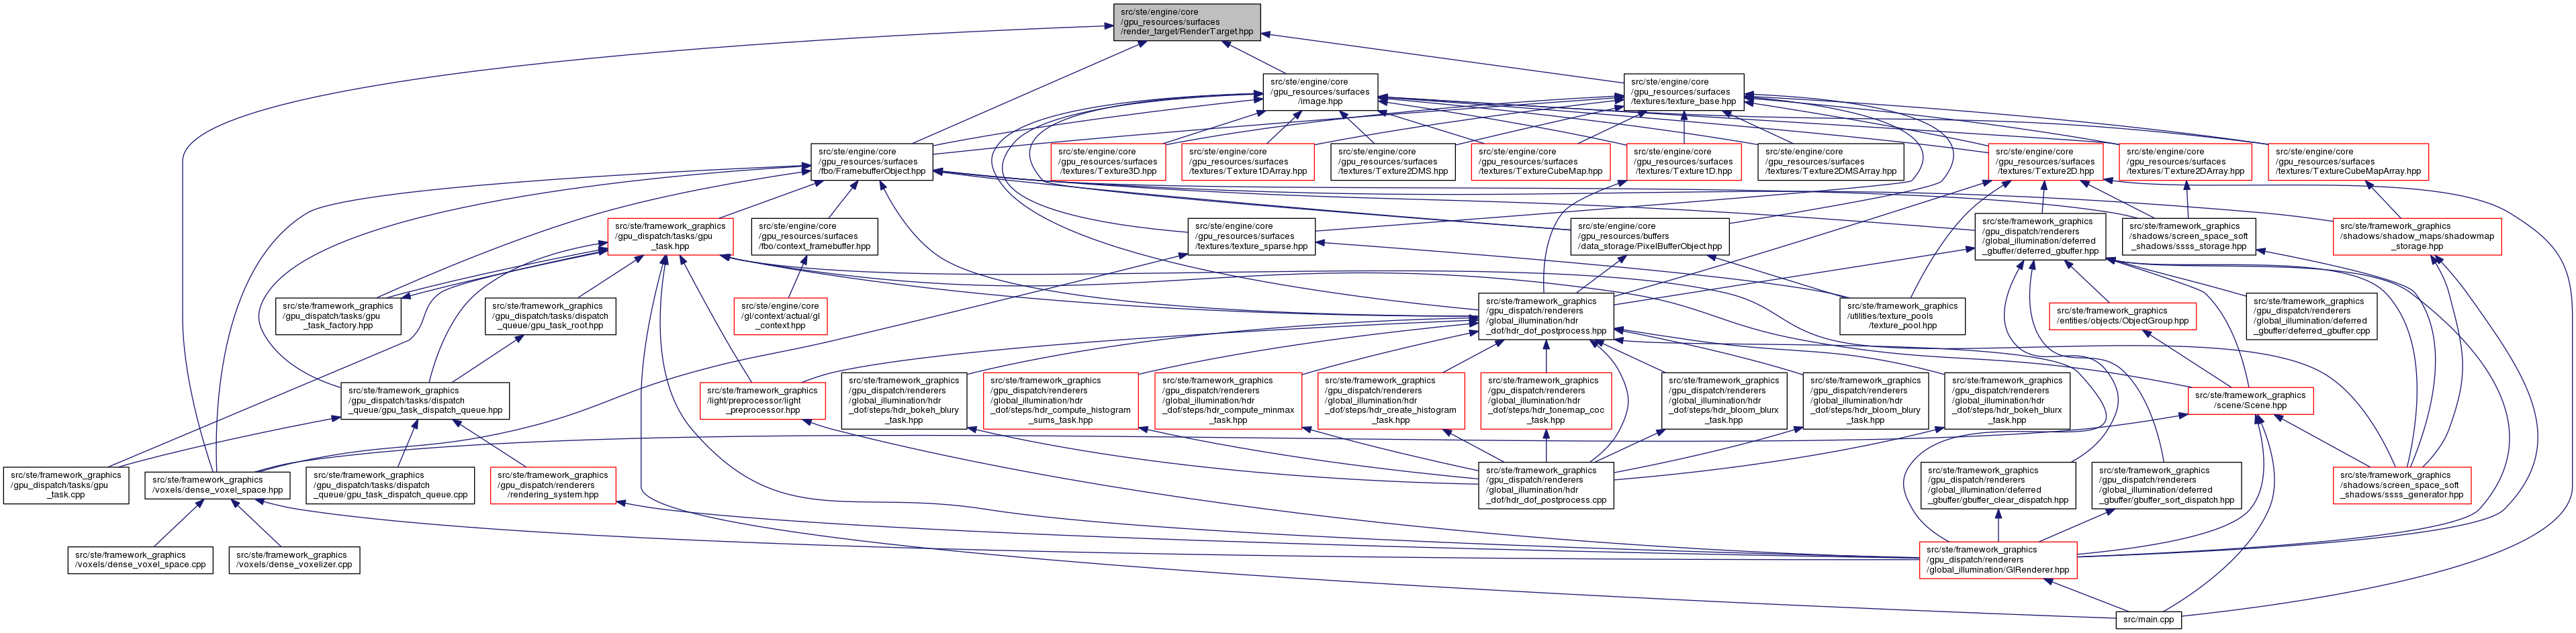 src/ste/engine/core
/gpu_resources/surfaces
/render_target/RenderTarget.hpp
src/ste/engine/core
/gpu_resources/surfaces
/image.hpp
src/ste/engine/core
/gpu_resources/surfaces
/textures/texture_base.hpp
src/ste/engine/core
/gpu_resources/surfaces
/fbo/FramebufferObject.hpp
src/ste/engine/core
/gpu_resources/surfaces
/textures/Texture3D.hpp
src/ste/engine/core
/gpu_resources/surfaces
/textures/Texture1DArray.hpp
src/ste/engine/core
/gpu_resources/surfaces
/textures/Texture2DMS.hpp
src/ste/engine/core
/gpu_resources/surfaces
/textures/TextureCubeMap.hpp
src/ste/engine/core
/gpu_resources/surfaces
/textures/Texture1D.hpp
src/ste/engine/core
/gpu_resources/surfaces
/textures/Texture2DMSArray.hpp
src/ste/engine/core
/gpu_resources/surfaces
/textures/Texture2D.hpp
src/ste/engine/core
/gpu_resources/surfaces
/textures/Texture2DArray.hpp
src/ste/engine/core
/gpu_resources/surfaces
/textures/TextureCubeMapArray.hpp
src/ste/framework_graphics
/gpu_dispatch/tasks/gpu
_task.hpp
src/ste/engine/core
/gpu_resources/surfaces
/fbo/context_framebuffer.hpp
src/ste/engine/core
/gpu_resources/surfaces
/textures/texture_sparse.hpp
src/ste/engine/core
/gpu_resources/buffers
/data_storage/PixelBufferObject.hpp
src/ste/framework_graphics
/gpu_dispatch/renderers
/global_illumination/deferred
_gbuffer/deferred_gbuffer.hpp
src/ste/framework_graphics
/shadows/screen_space_soft
_shadows/ssss_storage.hpp
src/ste/framework_graphics
/shadows/shadow_maps/shadowmap
_storage.hpp
src/ste/framework_graphics
/gpu_dispatch/tasks/gpu
_task_factory.hpp
src/ste/framework_graphics
/gpu_dispatch/tasks/dispatch
_queue/gpu_task_root.hpp
src/ste/engine/core
/gl/context/actual/gl
_context.hpp
src/ste/framework_graphics
/gpu_dispatch/renderers
/global_illumination/hdr
_dof/hdr_dof_postprocess.hpp
src/ste/framework_graphics
/utilities/texture_pools
/texture_pool.hpp
src/ste/framework_graphics
/entities/objects/ObjectGroup.hpp
src/ste/framework_graphics
/gpu_dispatch/renderers
/global_illumination/deferred
_gbuffer/deferred_gbuffer.cpp
src/ste/framework_graphics
/gpu_dispatch/tasks/dispatch
_queue/gpu_task_dispatch_queue.hpp
src/ste/framework_graphics
/light/preprocessor/light
_preprocessor.hpp
src/ste/framework_graphics
/gpu_dispatch/renderers
/global_illumination/hdr
_dof/steps/hdr_bokeh_blury
_task.hpp
src/ste/framework_graphics
/gpu_dispatch/renderers
/global_illumination/hdr
_dof/steps/hdr_compute_histogram
_sums_task.hpp
src/ste/framework_graphics
/gpu_dispatch/renderers
/global_illumination/hdr
_dof/steps/hdr_compute_minmax
_task.hpp
src/ste/framework_graphics
/gpu_dispatch/renderers
/global_illumination/hdr
_dof/steps/hdr_create_histogram
_task.hpp
src/ste/framework_graphics
/gpu_dispatch/renderers
/global_illumination/hdr
_dof/steps/hdr_tonemap_coc
_task.hpp
src/ste/framework_graphics
/gpu_dispatch/renderers
/global_illumination/hdr
_dof/steps/hdr_bloom_blurx
_task.hpp
src/ste/framework_graphics
/gpu_dispatch/renderers
/global_illumination/hdr
_dof/steps/hdr_bloom_blury
_task.hpp
src/ste/framework_graphics
/gpu_dispatch/renderers
/global_illumination/hdr
_dof/steps/hdr_bokeh_blurx
_task.hpp
src/ste/framework_graphics
/scene/Scene.hpp
src/ste/framework_graphics
/gpu_dispatch/tasks/gpu
_task.cpp
src/ste/framework_graphics
/voxels/dense_voxel_space.hpp
src/ste/framework_graphics
/gpu_dispatch/tasks/dispatch
_queue/gpu_task_dispatch_queue.cpp
src/ste/framework_graphics
/gpu_dispatch/renderers
/rendering_system.hpp
src/ste/framework_graphics
/gpu_dispatch/renderers
/global_illumination/hdr
_dof/hdr_dof_postprocess.cpp
src/ste/framework_graphics
/gpu_dispatch/renderers
/global_illumination/deferred
_gbuffer/gbuffer_clear_dispatch.hpp
src/ste/framework_graphics
/gpu_dispatch/renderers
/global_illumination/deferred
_gbuffer/gbuffer_sort_dispatch.hpp
src/ste/framework_graphics
/shadows/screen_space_soft
_shadows/ssss_generator.hpp
src/ste/framework_graphics
/voxels/dense_voxel_space.cpp
src/ste/framework_graphics
/voxels/dense_voxelizer.cpp
src/ste/framework_graphics
/gpu_dispatch/renderers
/global_illumination/GIRenderer.hpp
src/main.cpp